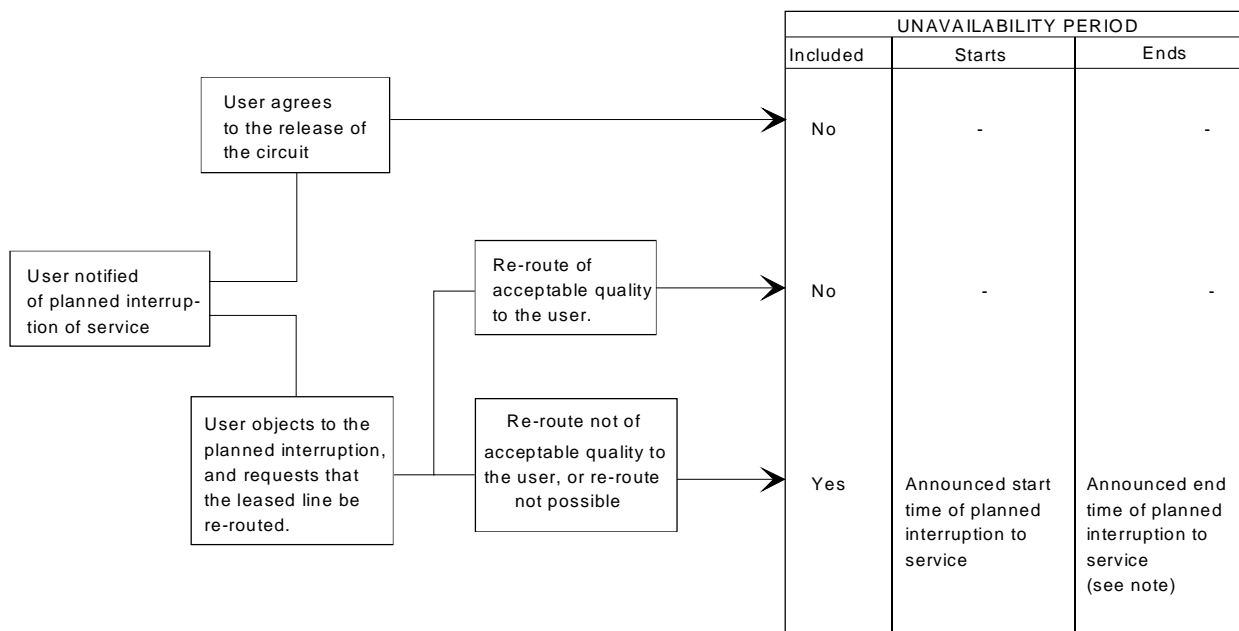 UNAVAILABILITY PERIOD
Included Starts Ends
User agrees
to the release of
the circuit
No - -
User notified
of planned interrup-
tion of service
Re-route of
acceptable quality
to the user.
No - -
User objects to the
planned interruption,
and requests that
the leased line be
re-routed.
Re-route not of
acceptable quality to
the user, or re-route
not possible
Yes
Announced start
time of planned
interruption to
service
Announced end
time of planned
interruption to
service
(see note)